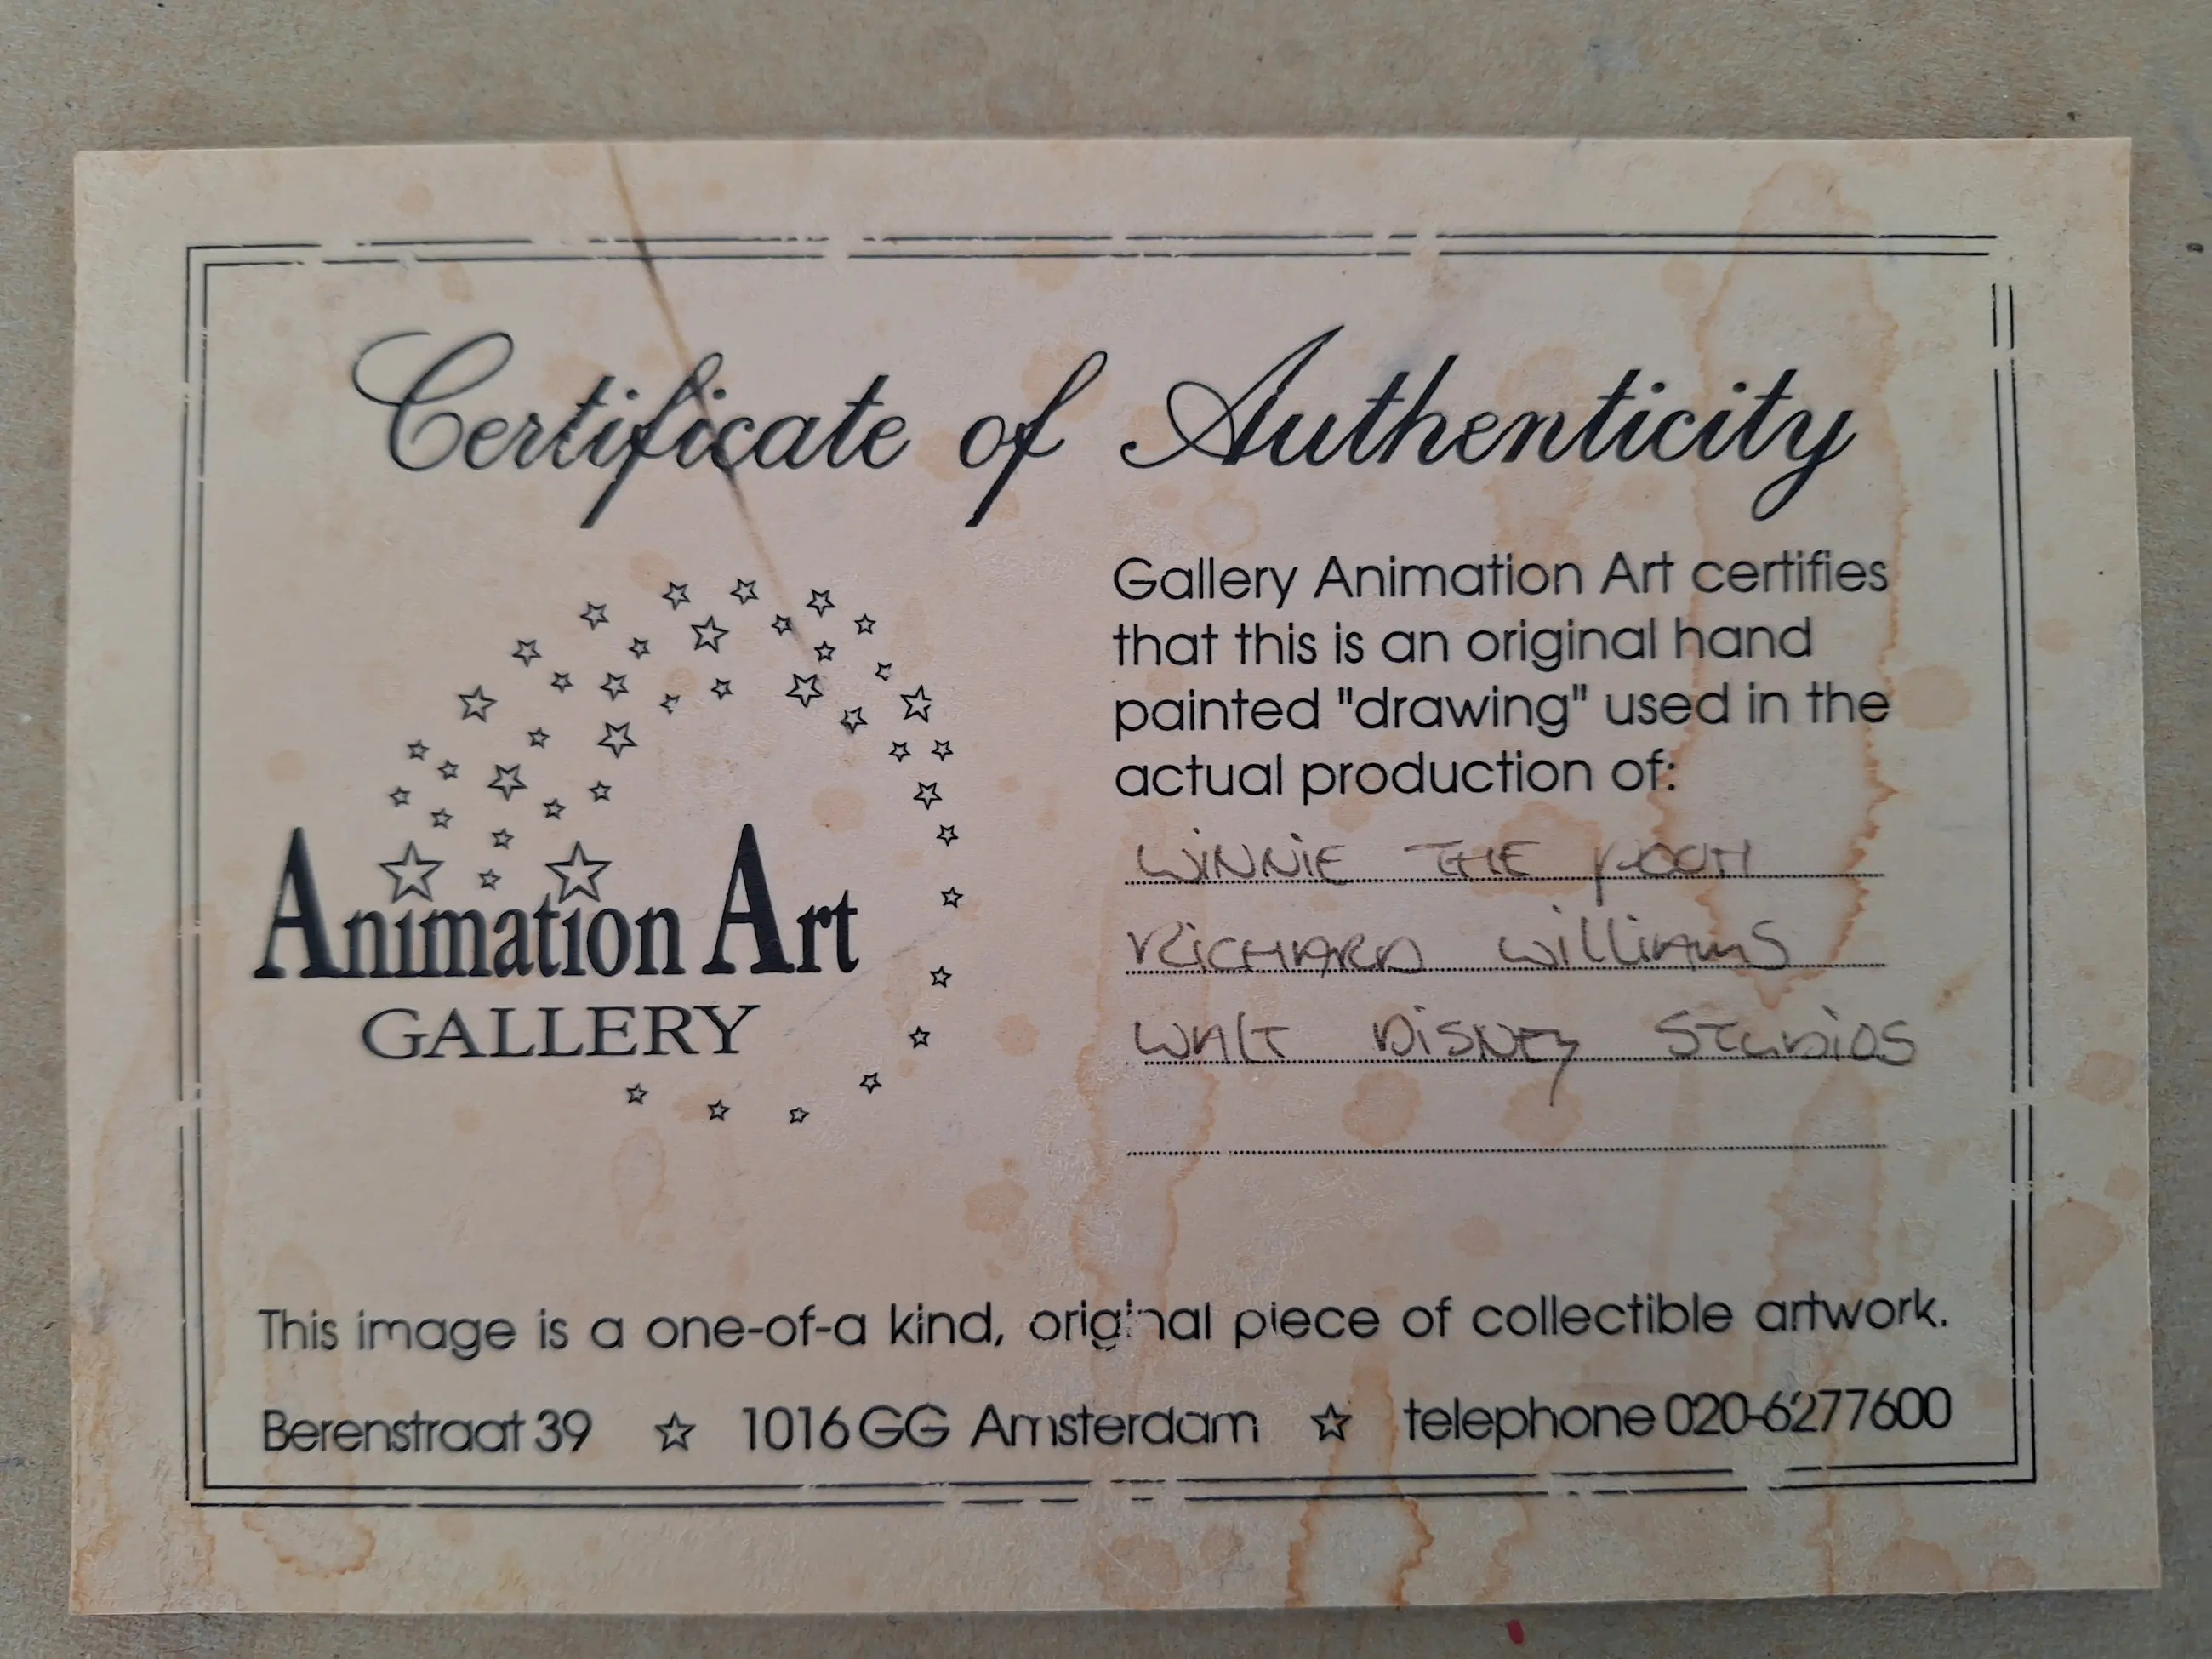 Certificate of Authenticity
Gallery Animation Art certifies
that this is an original hand
painted "drawing" used in the
actual production of:
WINNIE THE POOH
RICHARD WILLIAMS
WALT DISNEY STUDIOS
Animation Art
GALLERY
This image is a one-of-a kind, original piece of collectible artwork.
Berenstraat 39 ☆ 1016 GG Amsterdam ☆ telephone 020-6277600